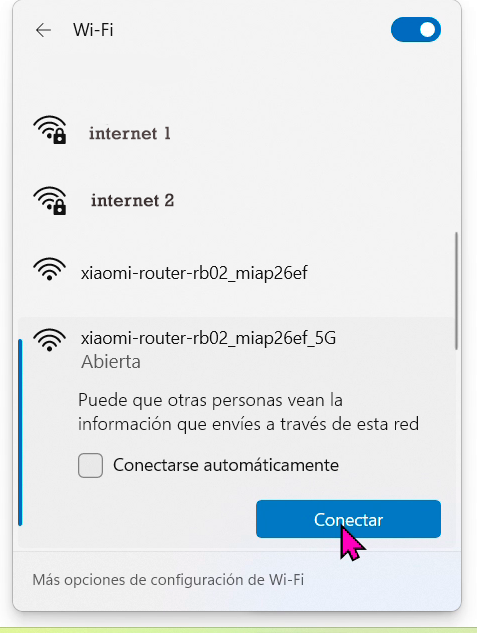 Wi-Fi
internet 1
internet 2
xiaomi-router-rb02_miap26ef
xiaomi-router-rb02_miap26ef_5G
Abierta
Puede que otras personas vean la
información que envíes a través de esta red
Conectarse automáticamente
Conectar
Más opciones de configuración de Wi-Fi